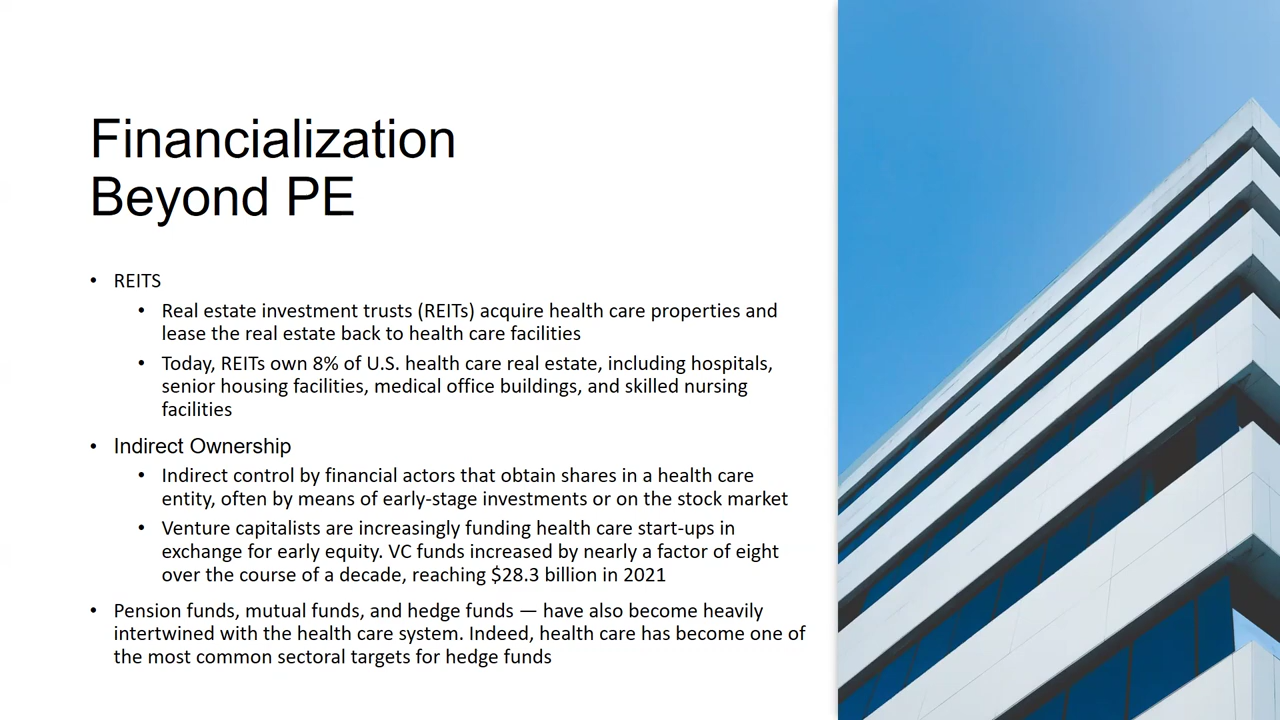 Financialization
Beyond PE
• REITS
• Real estate investment trusts (REITs) acquire health care properties and
lease the real estate back to health care facilities
• Today, REITs own 8% of U.S. health care real estate, including hospitals,
senior housing facilities, medical office buildings, and skilled nursing
facilities
• Indirect Ownership
• Indirect control by financial actors that obtain shares in a health care
entity, often by means of early-stage investments or on the stock market
• Venture capitalists are increasingly funding health care start-ups in
exchange for early equity. VC funds increased by nearly a factor of eight
over the course of a decade, reaching $28.3 billion in 2021
• Pension funds, mutual funds, and hedge funds — have also become heavily
intertwined with the health care system. Indeed, health care has become one of
the most common sectoral targets for hedge funds